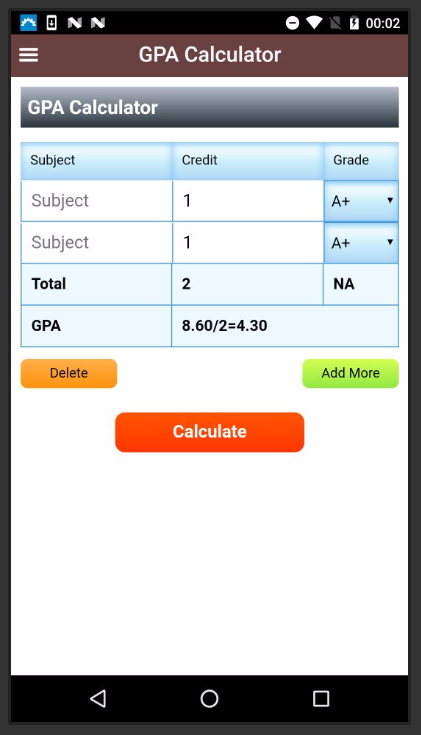 00:02
GPA Calculator
GPA Calculator
Subject Credit Grade
Subject 1 A+
Subject 1 A+
Total 2 NA
GPA 8.60/2=4.30
Delete Add More
Calculate